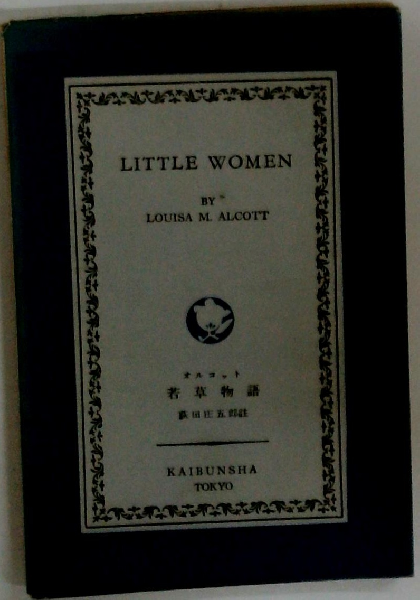 LITTLE WOMEN
BY
LOUISA M. ALCOTT
オルコット
若草物語
KAIBUNSHA
TOKYO